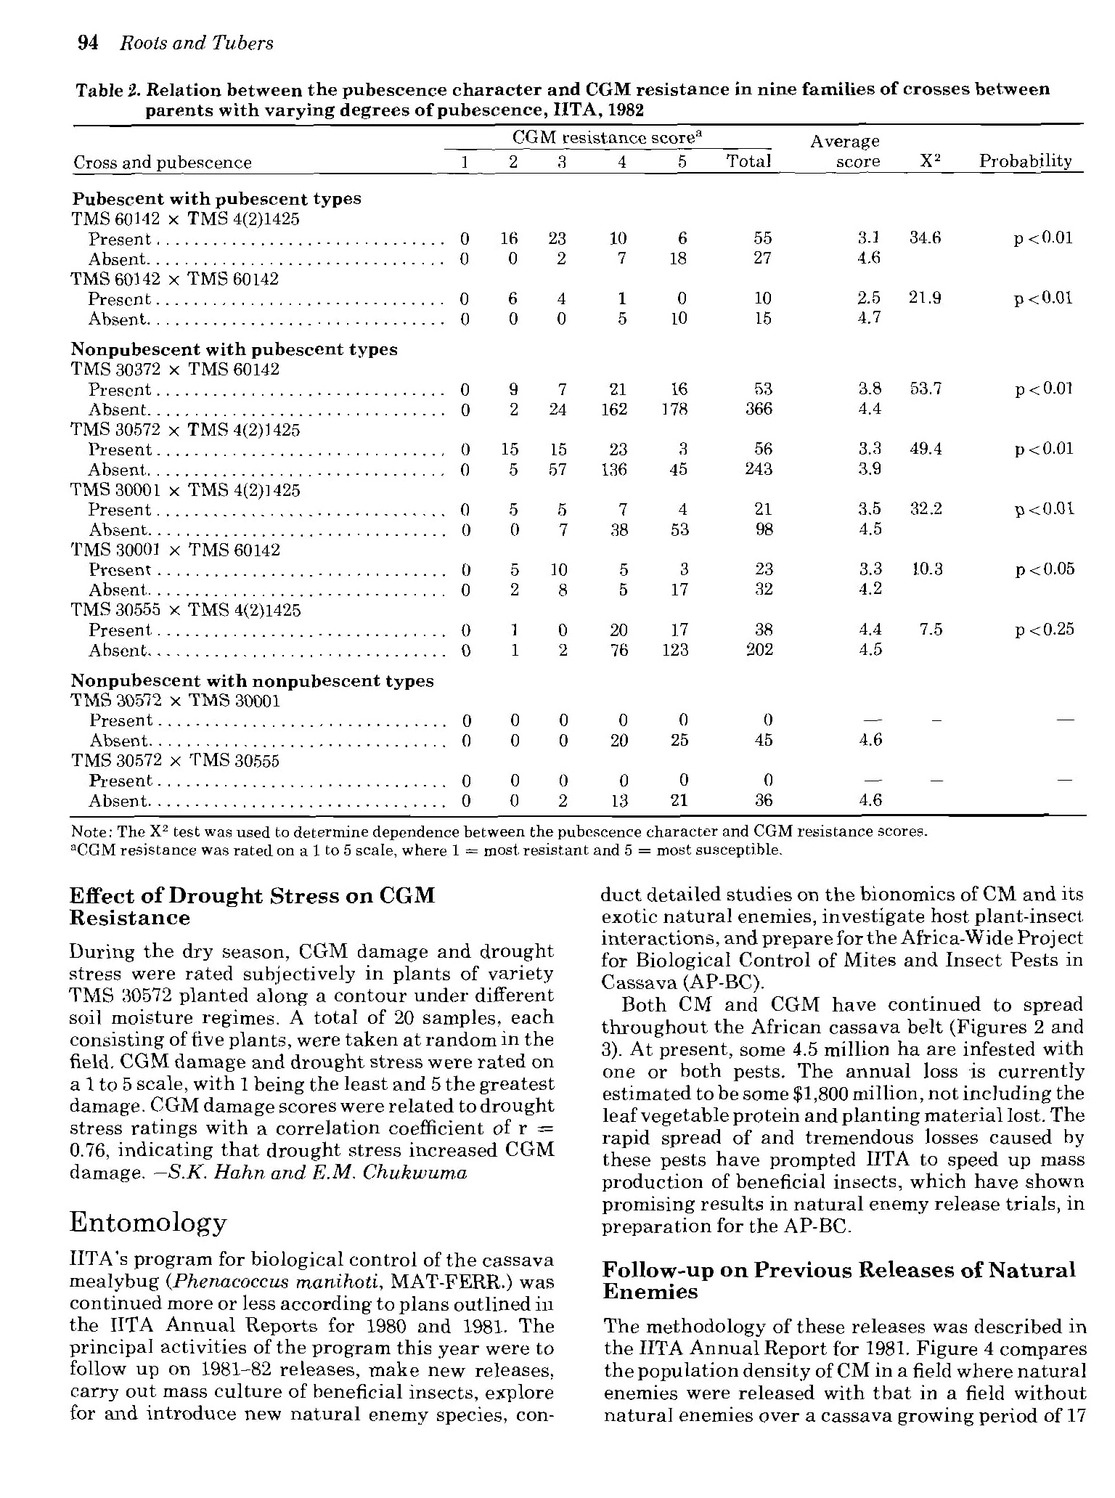 94 Roots and Tubers
Table 2. Relation between the pubescence character and CGM resistance in nine families of crosses between
parents with varying degrees of pubescence, IITA, 1982
CGM resistance scoreᵃ Average
Cross and pubescence 1 2 3 4 5 Total score X² Probability
Pubescent with pubescent types
TMS 60142 × TMS 4(2)1425
Present............................... 0 16 23 10 6 55 3.1 34.6 p<0.01
Absent............................... 0 0 2 7 18 27 4.6
TMS 60142 × TMS 60142
Present............................... 0 6 4 1 0 10 2.5 21.9 p<0.01
Absent............................... 0 0 0 5 10 15 4.7
Nonpubescent with pubescent types
TMS 30372 × TMS 60142
Present............................... 0 9 7 21 16 53 3.8 53.7 p<0.01
Absent............................... 0 2 24 162 178 366 4.4
TMS 30572 × TMS 4(2)1425
Present............................... 0 15 15 23 3 56 3.3 49.4 p<0.01
Absent............................... 0 5 57 136 45 243 3.9
TMS 30001 × TMS 4(2)1425
Present............................... 0 5 5 7 4 21 3.5 32.2 p<0.01
Absent............................... 0 0 7 38 53 98 4.5
TMS 30001 × TMS 60142
Present............................... 0 5 10 5 3 23 3.3 10.3 p<0.05
Absent............................... 0 2 8 5 17 32 4.2
TMS 30555 × TMS 4(2)1425
Present............................... 0 1 0 20 17 38 4.4 7.5 p<0.25
Absent............................... 0 1 2 76 123 202 4.5
Nonpubescent with nonpubescent types
TMS 30572 × TMS 30001
Present............................... 0 0 0 0 0 0 — – —
Absent............................... 0 0 0 20 25 45 4.6
TMS 30572 × TMS 30555
Present............................... 0 0 0 0 0 0 — — —
Absent............................... 0 0 2 13 21 36 4.6
Note: The X² test was used to determine dependence between the pubescence character and CGM resistance scores.
ᵃCGM resistance was rated on a 1 to 5 scale, where 1 = most resistant and 5 = most susceptible.
Effect of Drought Stress on CGM
Resistance
During the dry season, CGM damage and drought
stress were rated subjectively in plants of variety
TMS 30572 planted along a contour under different
soil moisture regimes. A total of 20 samples, each
consisting of five plants, were taken at random in the
field. CGM damage and drought stress were rated on
a 1 to 5 scale, with 1 being the least and 5 the greatest
damage. CGM damage scores were related to drought
stress ratings with a correlation coefficient of r =
0.76, indicating that drought stress increased CGM
damage. —S.K. Hahn and E.M. Chukwuma
Entomology
IITA's program for biological control of the cassava
mealybug (Phenacoccus manihoti, MAT-FERR.) was
continued more or less according to plans outlined in
the IITA Annual Reports for 1980 and 1981. The
principal activities of the program this year were to
follow up on 1981–82 releases, make new releases,
carry out mass culture of beneficial insects, explore
for and introduce new natural enemy species, con-
duct detailed studies on the bionomics of CM and its
exotic natural enemies, investigate host plant-insect
interactions, and prepare for the Africa-Wide Project
for Biological Control of Mites and Insect Pests in
Cassava (AP-BC).
Both CM and CGM have continued to spread
throughout the African cassava belt (Figures 2 and
3). At present, some 4.5 million ha are infested with
one or both pests. The annual loss is currently
estimated to be some $1,800 million, not including the
leaf vegetable protein and planting material lost. The
rapid spread of and tremendous losses caused by
these pests have prompted IITA to speed up mass
production of beneficial insects, which have shown
promising results in natural enemy release trials, in
preparation for the AP-BC.
Follow-up on Previous Releases of Natural
Enemies
The methodology of these releases was described in
the IITA Annual Report for 1981. Figure 4 compares
the population density of CM in a field where natural
enemies were released with that in a field without
natural enemies over a cassava growing period of 17